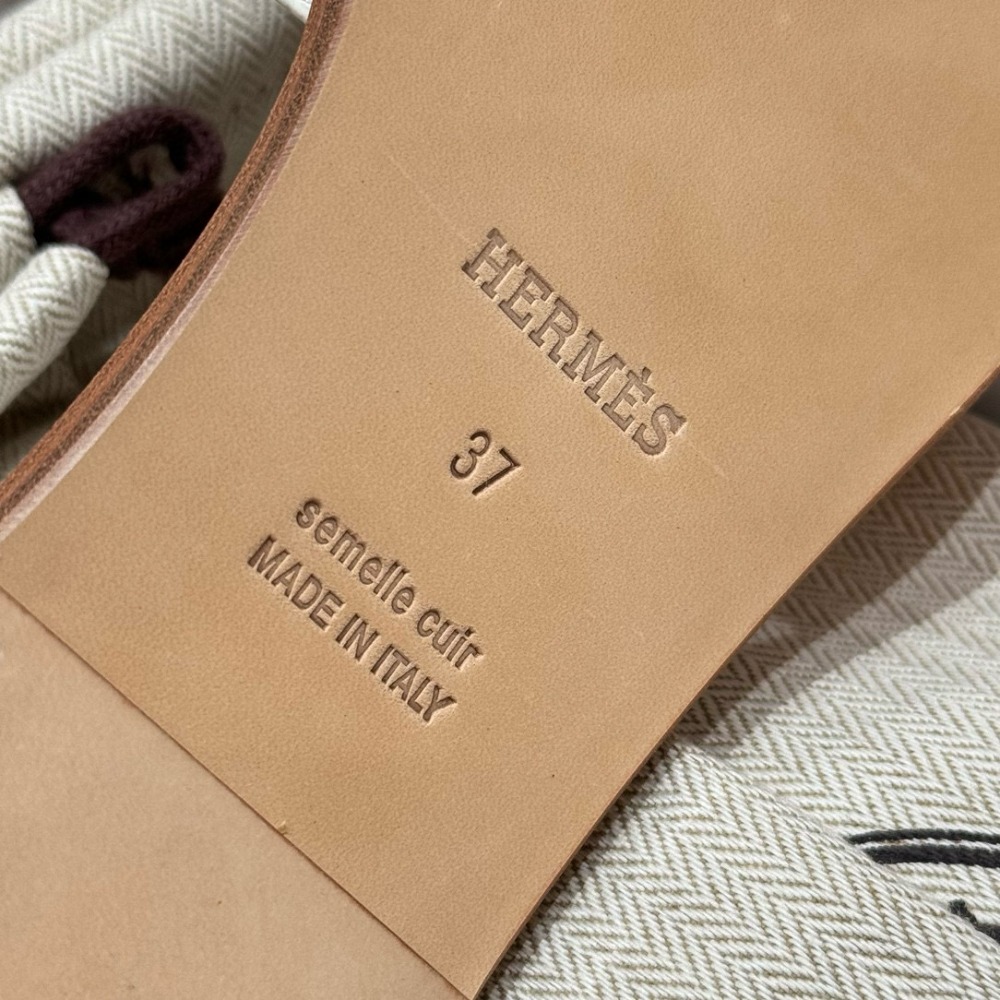 HERMÈS
37
semelle cuir
MADE IN ITALY